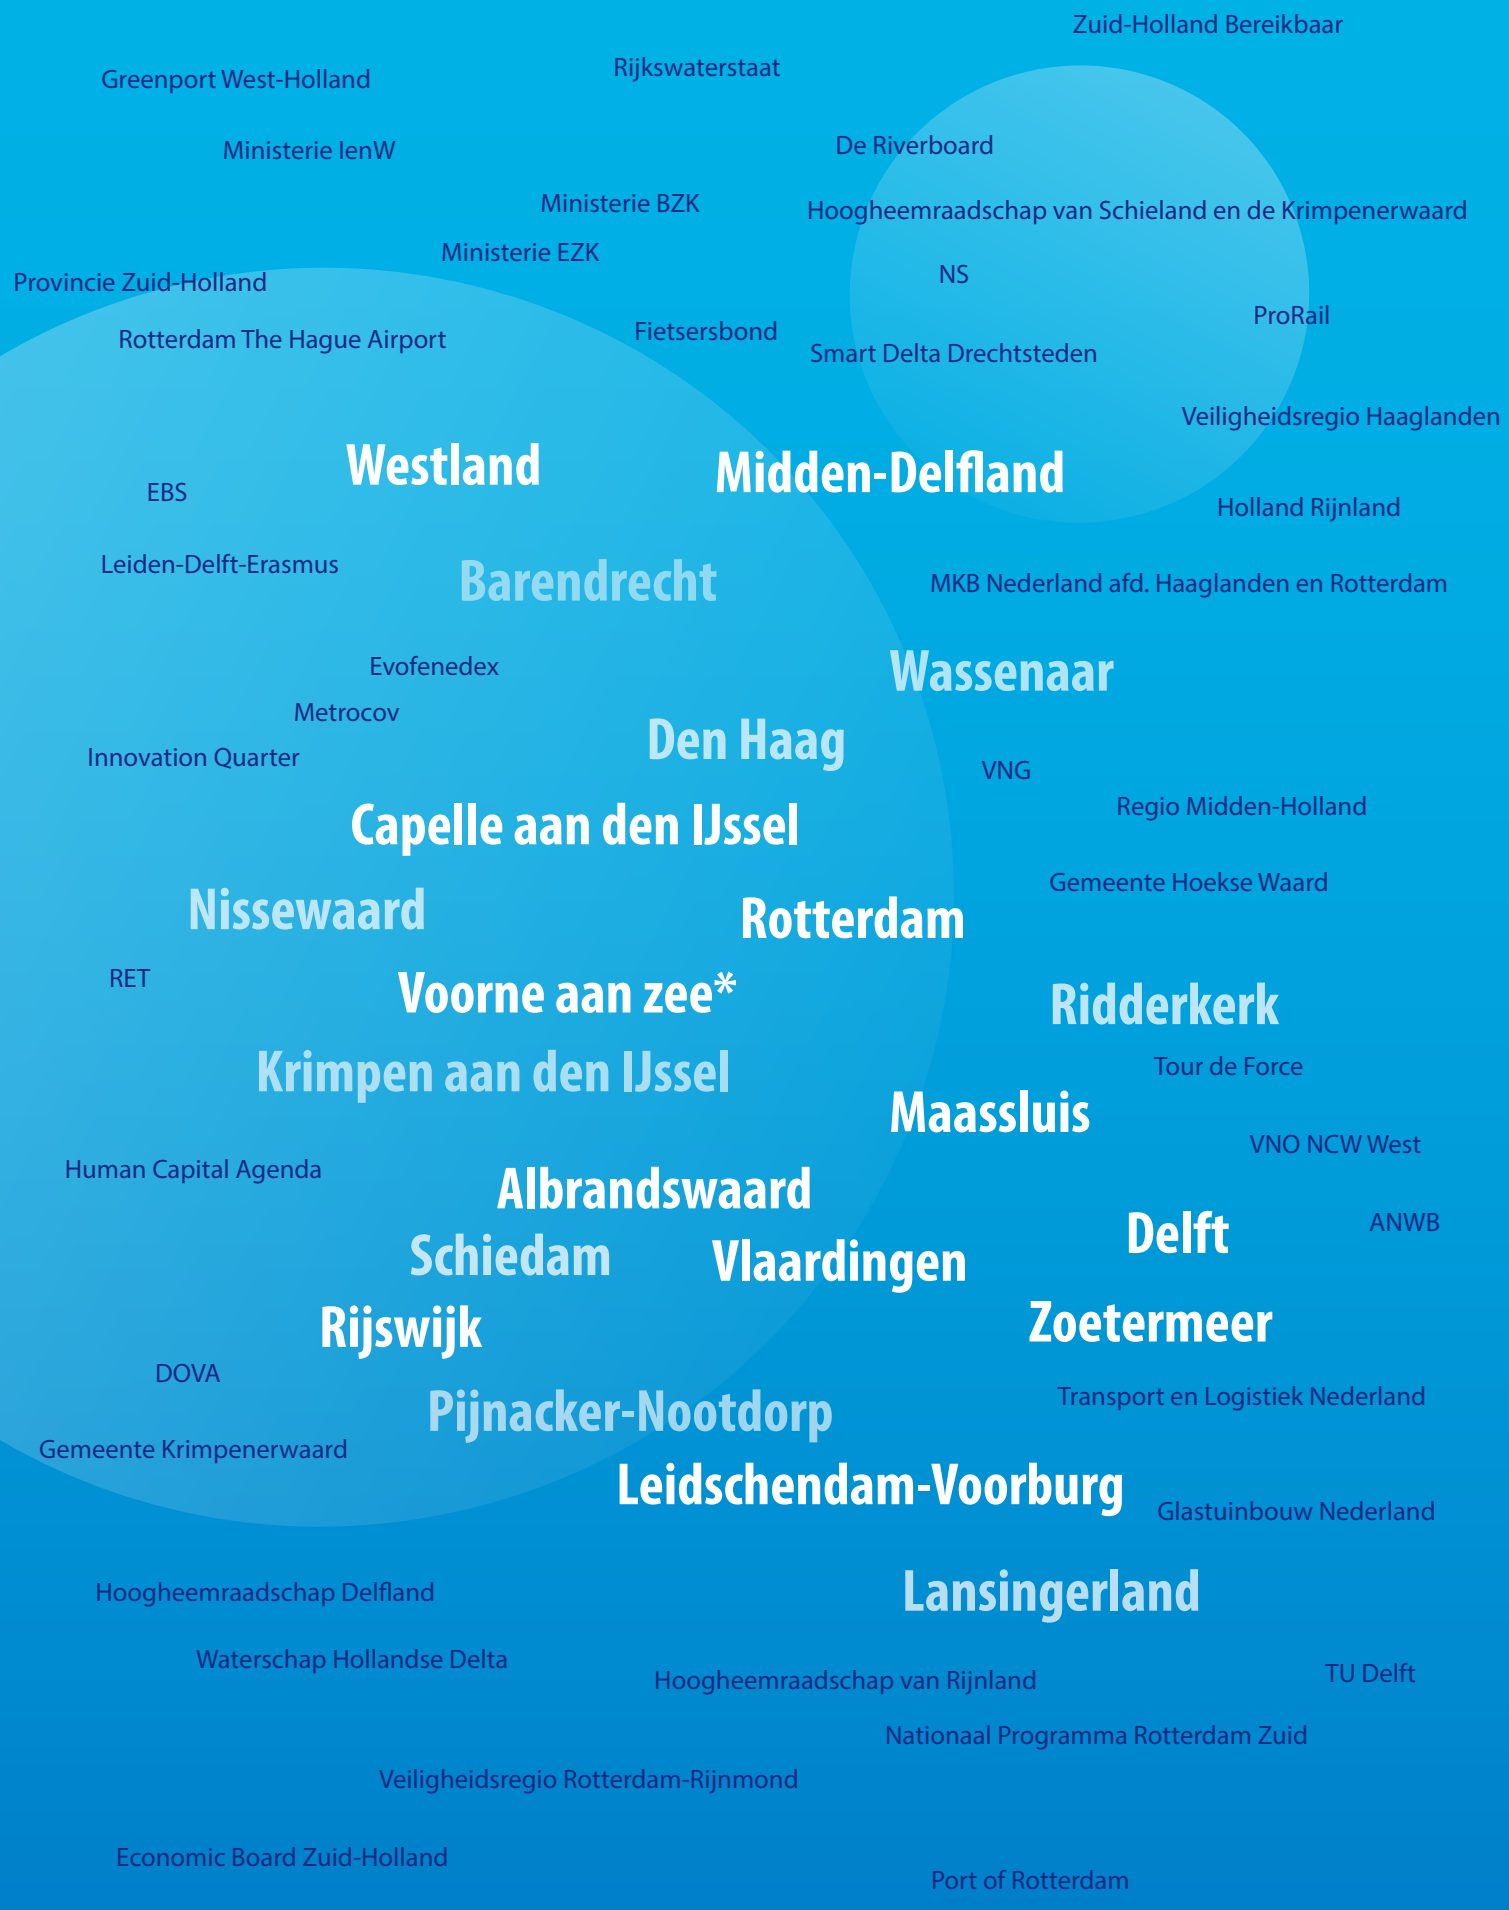 Zuid-Holland Bereikbaar
Rijkswaterstaat
Greenport West-Holland
De Riverboard
Ministerie IenW
Ministerie BZK
Hoogheemraadschap van Schieland en de Krimpenerwaard
Ministerie EZK
NS
Provincie Zuid-Holland
ProRail
Fietsersbond
Rotterdam The Hague Airport
Smart Delta Drechtsteden
Veiligheidsregio Haaglanden
Westland
Midden-Delfland
EBS
Holland Rijnland
Leiden-Delft-Erasmus
Barendrecht
MKB Nederland afd. Haaglanden en Rotterdam
Evofenedex
Wassenaar
Metrocov
Den Haag
Innovation Quarter
VNG
Regio Midden-Holland
Capelle aan den IJssel
Gemeente Hoekse Waard
Nissewaard
Rotterdam
RET
Voorne aan zee*
Ridderkerk
Tour de Force
Krimpen aan den IJssel
Maassluis
VNO NCW West
Human Capital Agenda
Albrandswaard
ANWB
Delft
Schiedam
Vlaardingen
Rijswijk
Zoetermeer
DOVA
Transport en Logistiek Nederland
Pijnacker-Nootdorp
Gemeente Krimpenerwaard
Leidschendam-Voorburg
Glastuinbouw Nederland
Hoogheemraadschap Delfland
Lansingerland
Waterschap Hollandse Delta
TU Delft
Hoogheemraadschap van Rijnland
Nationaal Programma Rotterdam Zuid
Veiligheidsregio Rotterdam-Rijnmond
Economic Board Zuid-Holland
Port of Rotterdam